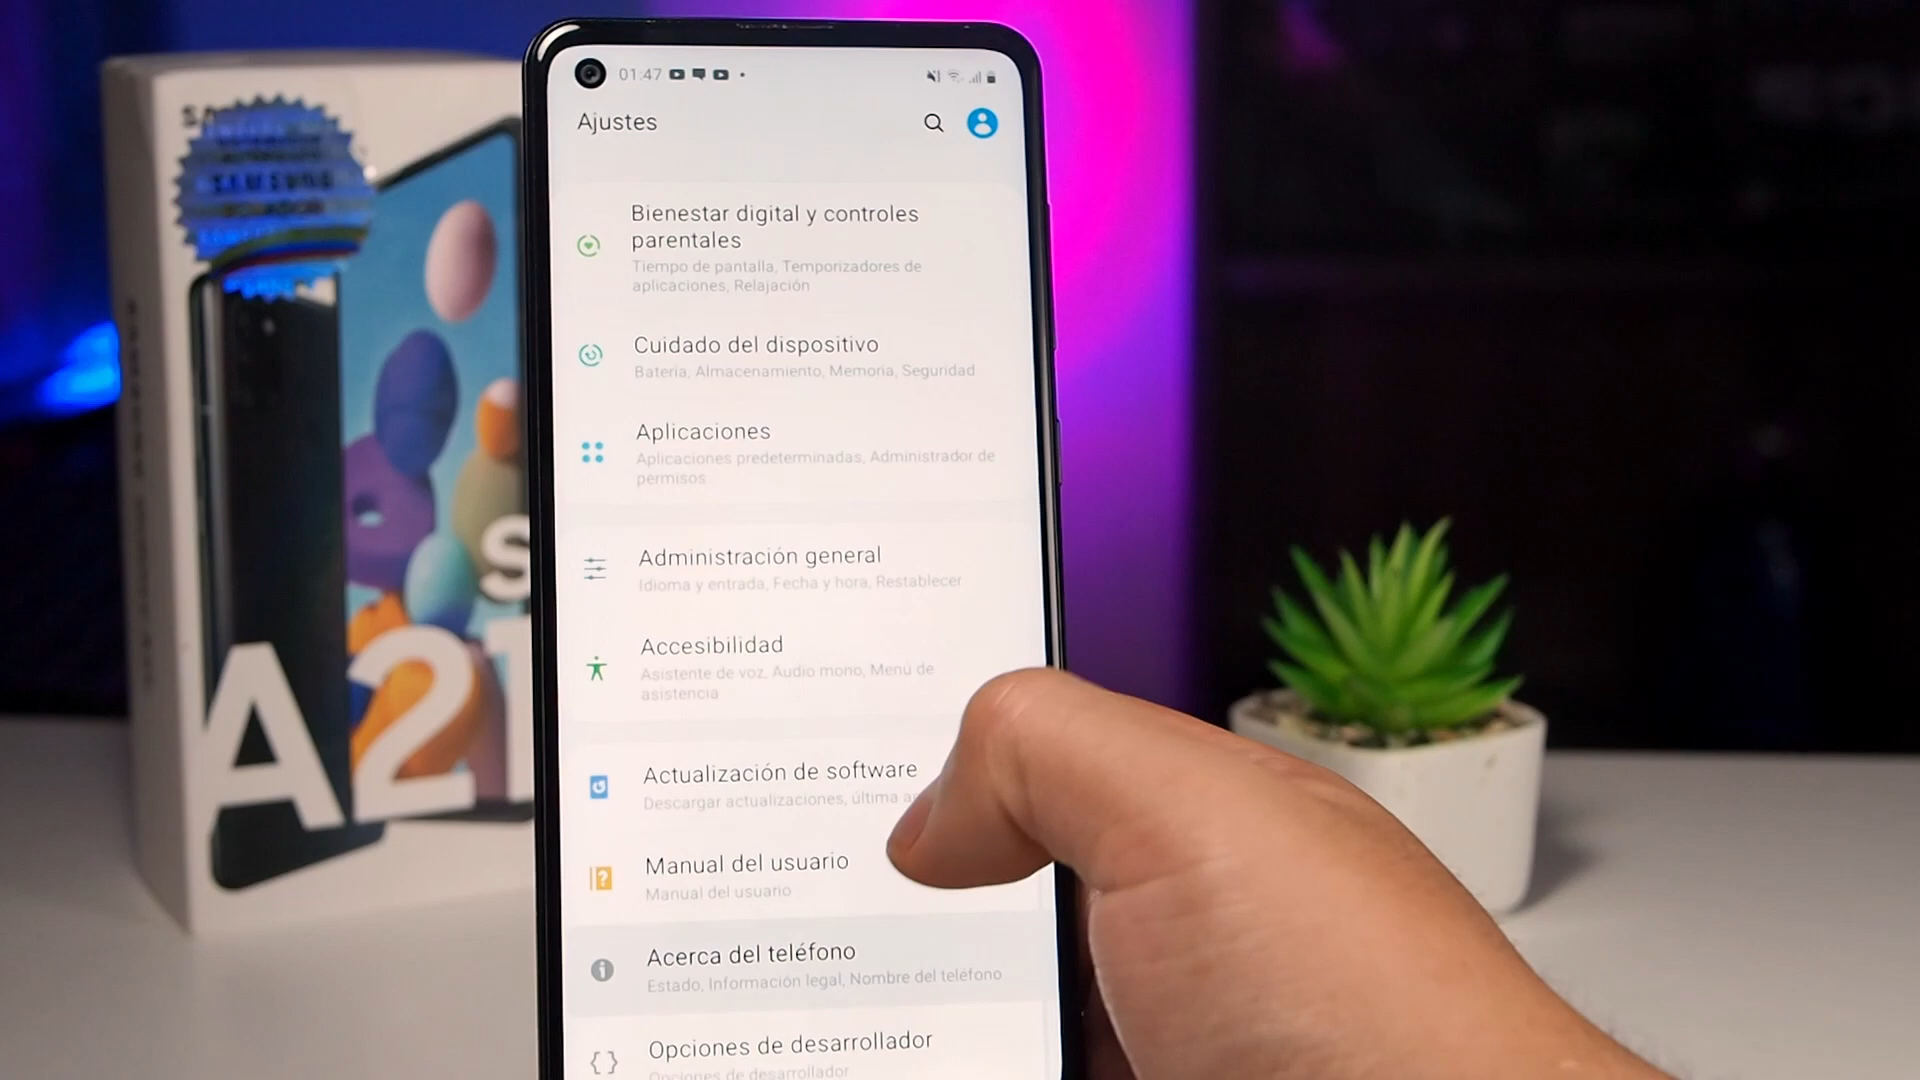 01:47
Ajustes
Bienestar digital y controles
parentales
Tiempo de pantalla, Temporizadores de
aplicaciones, Relajación
Cuidado del dispositivo
Batería, Almacenamiento, Memoria, Seguridad
Aplicaciones
Aplicaciones predeterminadas, Administrador de
permisos
Administración general
Idioma y entrada, Fecha y hora, Restablecer
Accesibilidad
Asistente de voz, Audio mono, Menú de
asistencia
Actualización de software
Descargar actualizaciones, última
Manual del usuario
Manual del usuario
Acerca del teléfono
Estado, Información legal, Nombre del teléfono
Opciones de desarrollador
Opciones de desarrollador
SAMSUNG
S
A21